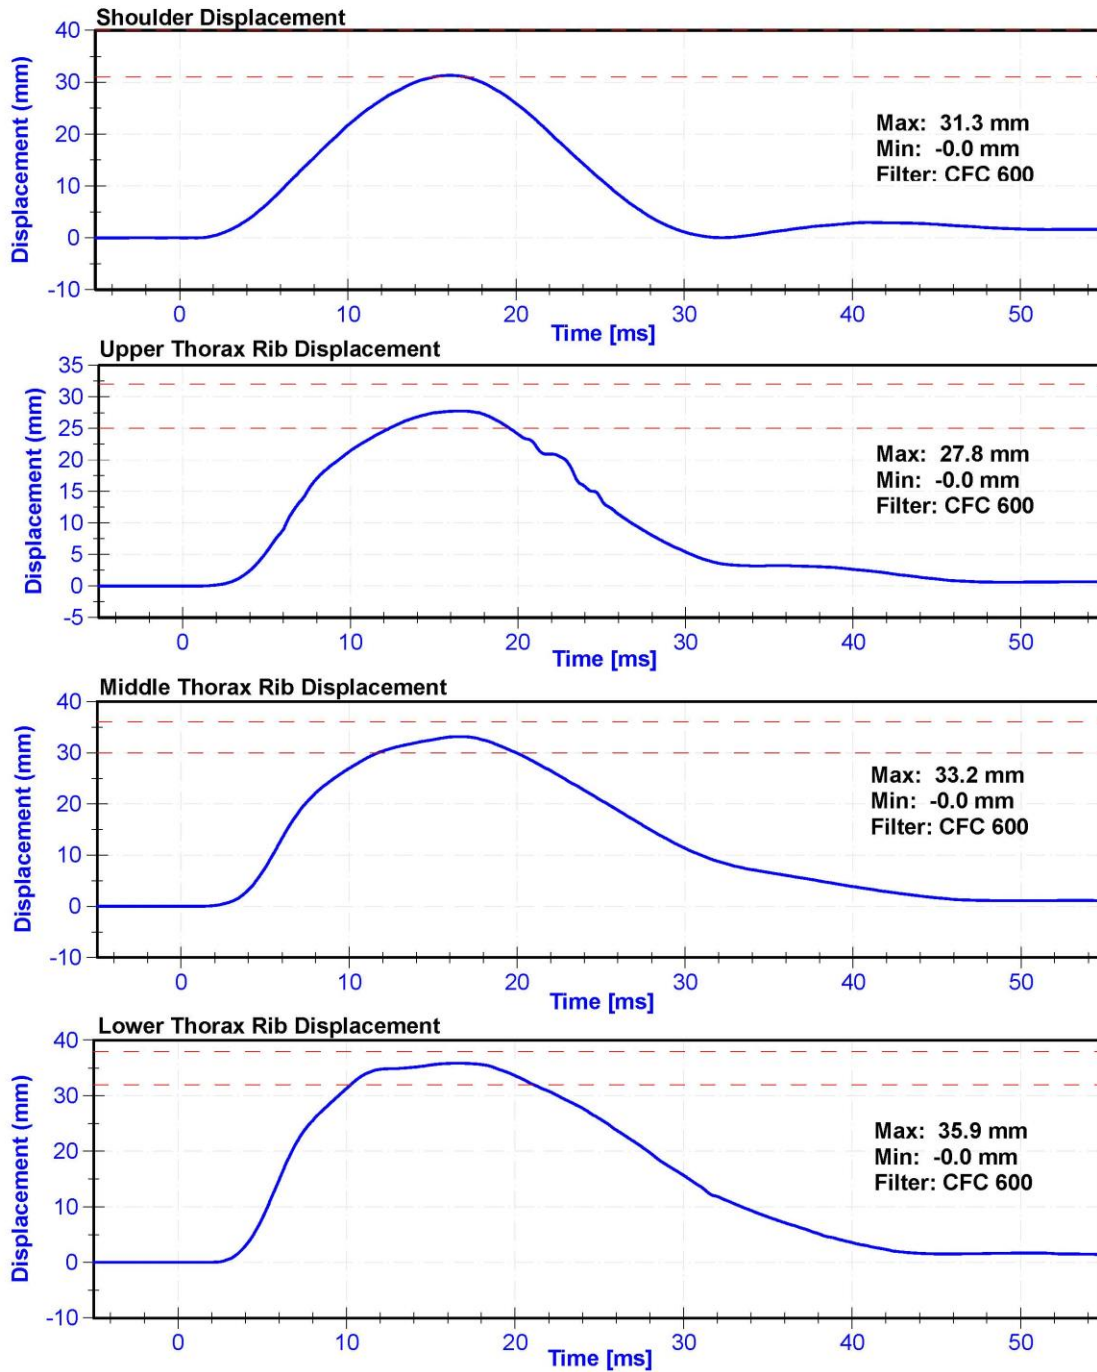 Shoulder Displacement
Displacement (mm)
40
30
20
10
0
-10
Max: 31.3 mm
Min: -0.0 mm
Filter: CFC 600
0 10 20 30 40 50
Time [ms]
Upper Thorax Rib Displacement
Displacement (mm)
35
30
25
20
15
10
5
0
-5
Max: 27.8 mm
Min: -0.0 mm
Filter: CFC 600
0 10 20 30 40 50
Time [ms]
Middle Thorax Rib Displacement
Displacement (mm)
40
30
20
10
0
-10
Max: 33.2 mm
Min: -0.0 mm
Filter: CFC 600
0 10 20 30 40 50
Time [ms]
Lower Thorax Rib Displacement
Displacement (mm)
40
30
20
10
0
-10
Max: 35.9 mm
Min: -0.0 mm
Filter: CFC 600
0 10 20 30 40 50
Time [ms]